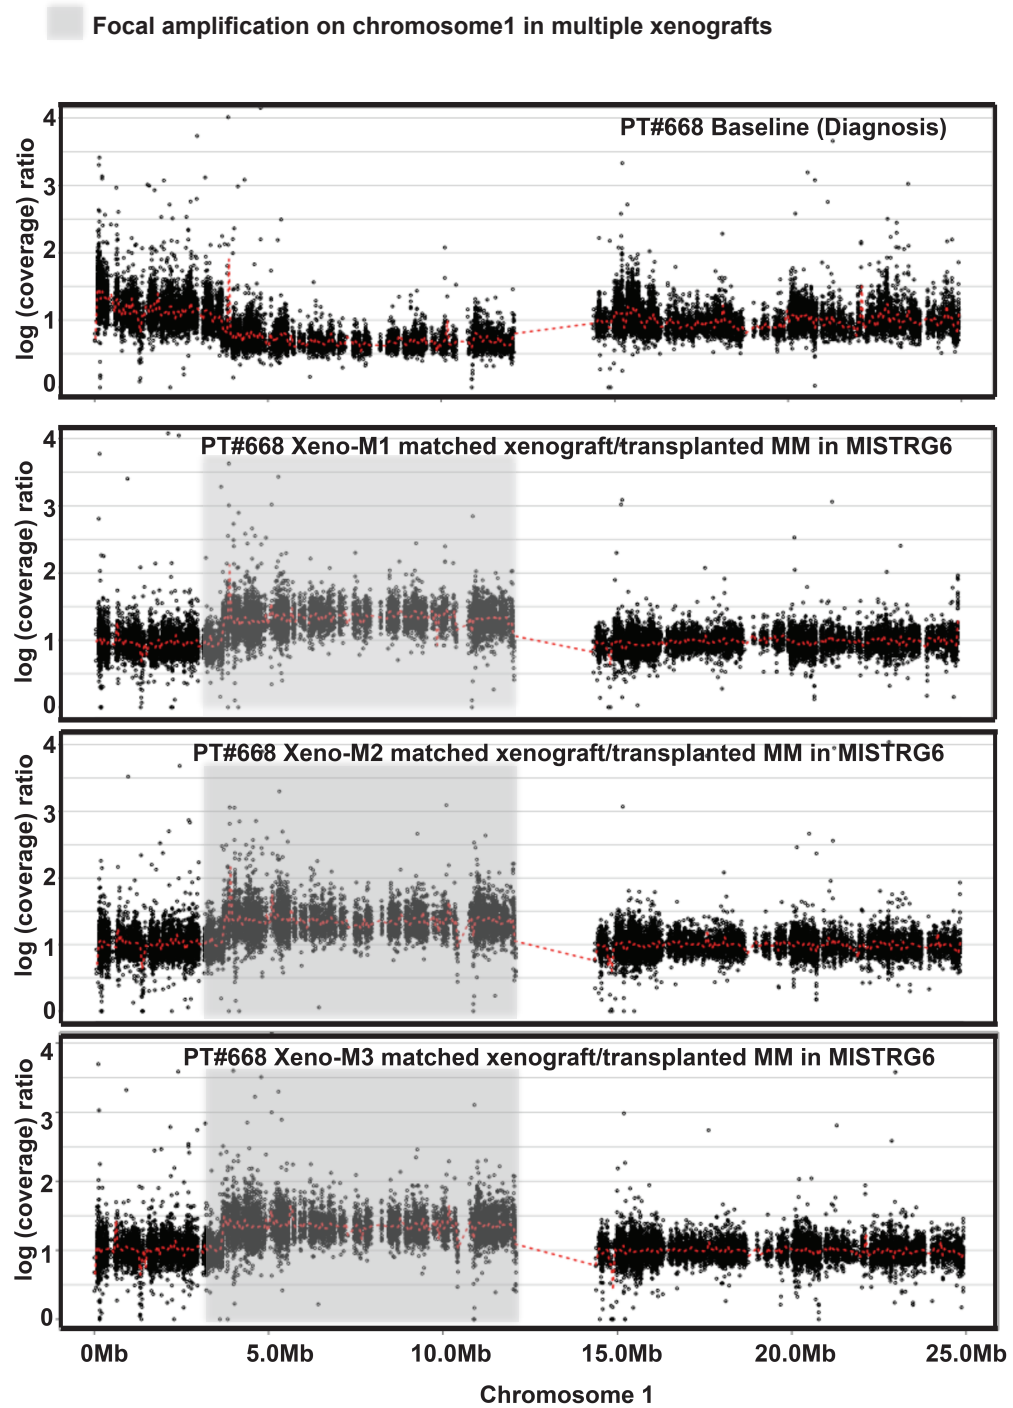 Focal amplification on chromosome1 in multiple xenografts
PT#668 Baseline (Diagnosis)
log (coverage) ratio
4
3
2
1
0
PT#668 Xeno-M1 matched xenograft/transplanted MM in MISTRG6
log (coverage) ratio
4
3
2
1
0
PT#668 Xeno-M2 matched xenograft/transplanted MM in MISTRG6
log (coverage) ratio
4
3
2
1
0
PT#668 Xeno-M3 matched xenograft/transplanted MM in MISTRG6
log (coverage) ratio
4
3
2
1
0
0Mb 5.0Mb 10.0Mb 15.0Mb 20.0Mb 25.0Mb
Chromosome 1